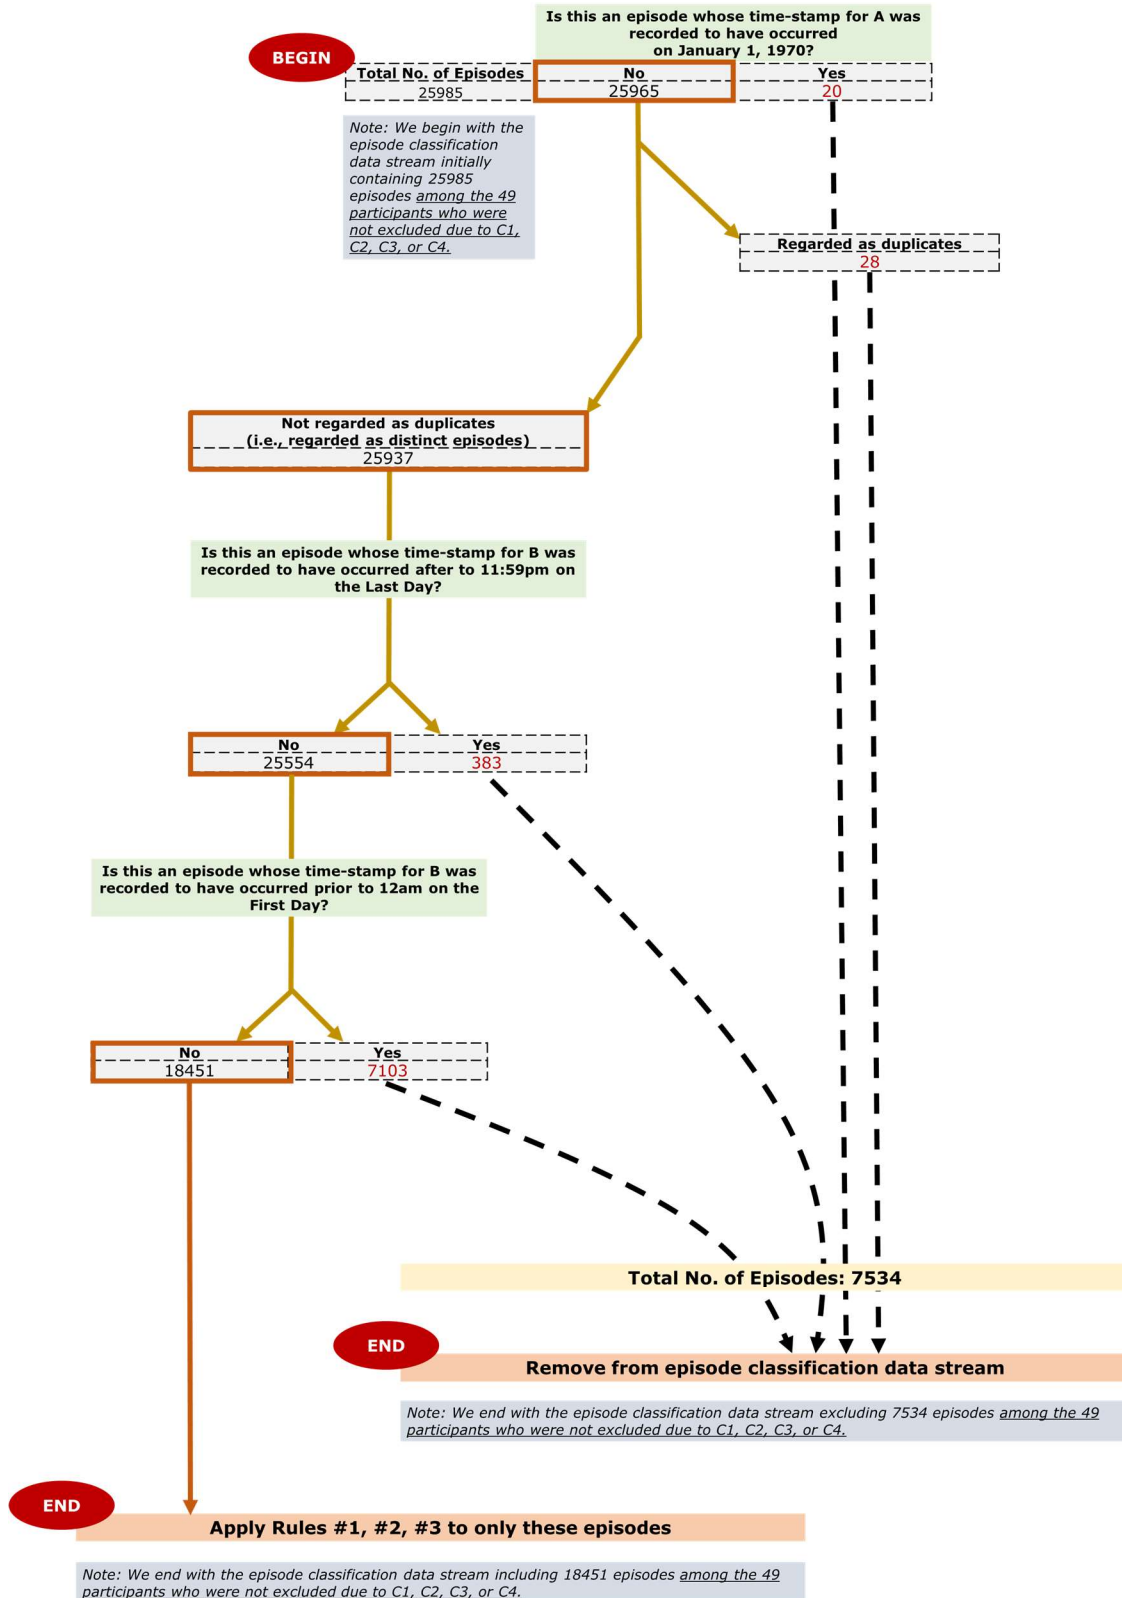 Is this an episode whose time-stamp for A was
recorded to have occurred
on January 1, 1970?
BEGIN
Total No. of Episodes
No
Yes
25985
25965
20
Note: We begin with the
episode classification
data stream initially
containing 25985
episodes among the 49
participants who were
not excluded due to C1,
C2, C3, or C4.
Regarded as duplicates
28
Not regarded as duplicates
(i.e., regarded as distinct episodes)
25937
Is this an episode whose time-stamp for B was
recorded to have occurred after to 11:59pm on
the Last Day?
No
Yes
25554
383
Is this an episode whose time-stamp for B was
recorded to have occurred prior to 12am on the
First Day?
No
Yes
18451
7103
Total No. of Episodes: 7534
END
Remove from episode classification data stream
Note: We end with the episode classification data stream excluding 7534 episodes among the 49
participants who were not excluded due to C1, C2, C3, or C4.
END
Apply Rules #1, #2, #3 to only these episodes
Note: We end with the episode classification data stream including 18451 episodes among the 49
participants who were not excluded due to C1, C2, C3, or C4.